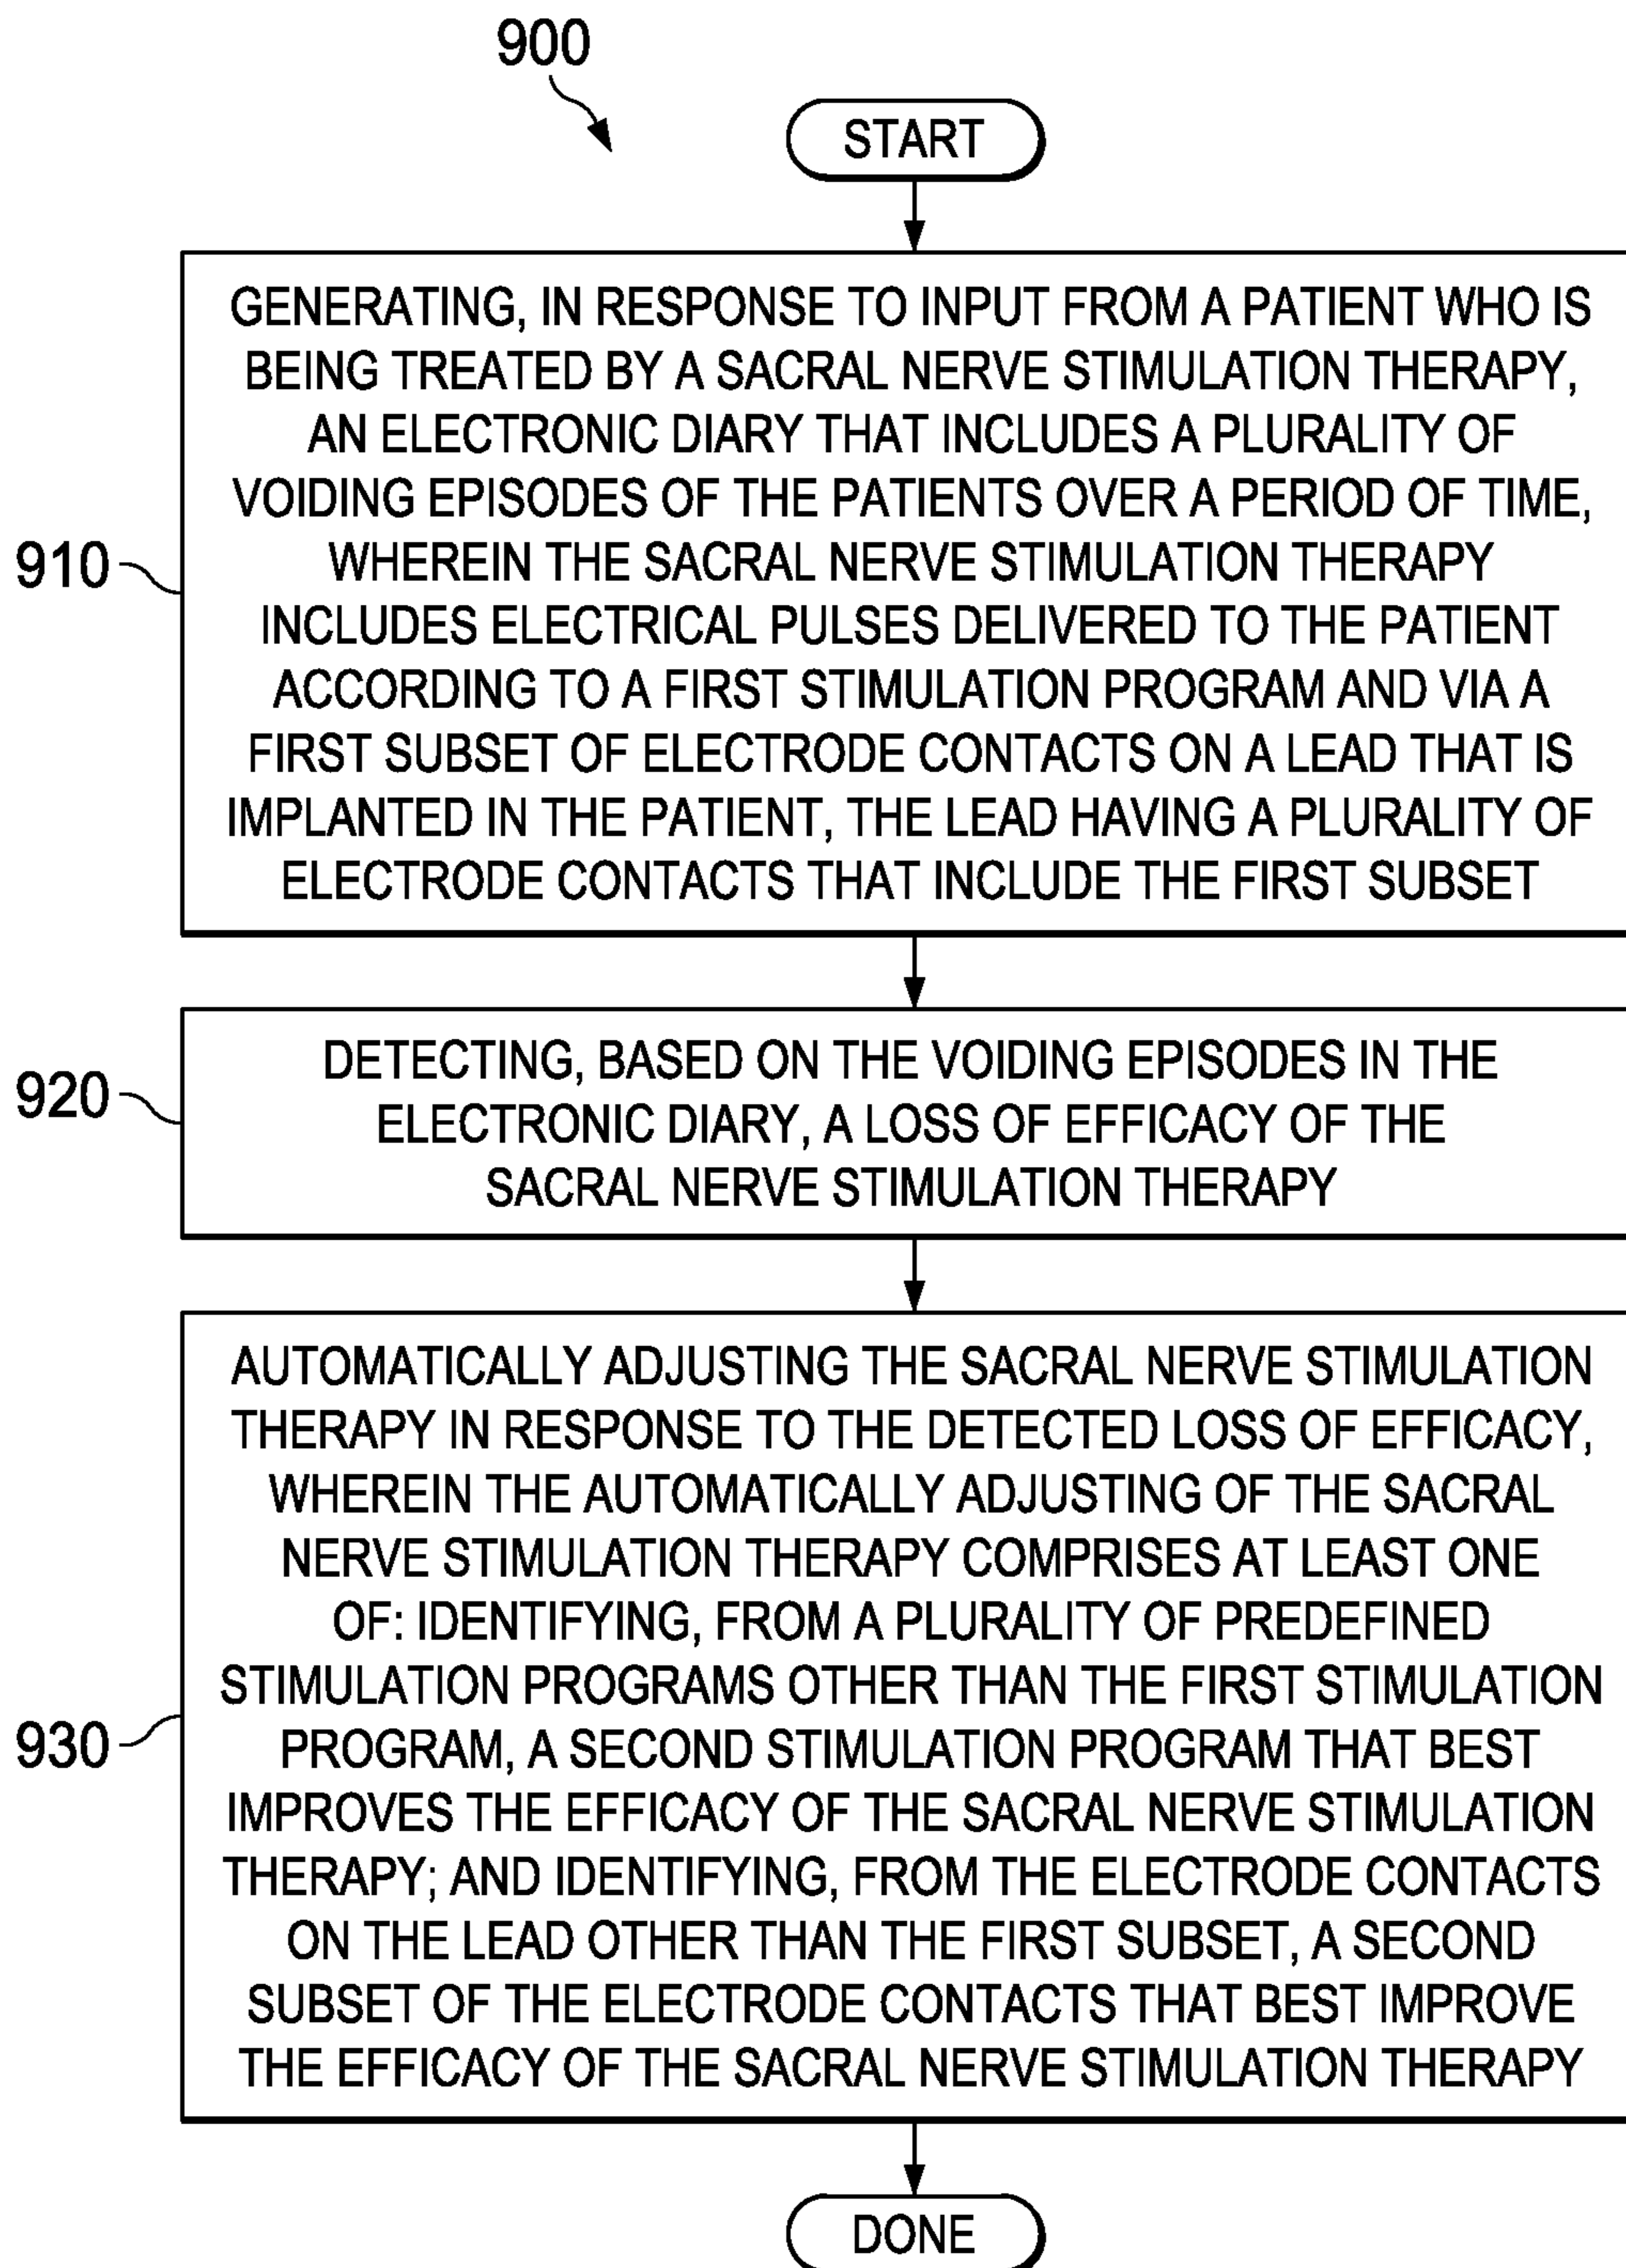 900
START
910
GENERATING, IN RESPONSE TO INPUT FROM A PATIENT WHO IS
BEING TREATED BY A SACRAL NERVE STIMULATION THERAPY,
AN ELECTRONIC DIARY THAT INCLUDES A PLURALITY OF
VOIDING EPISODES OF THE PATIENTS OVER A PERIOD OF TIME,
WHEREIN THE SACRAL NERVE STIMULATION THERAPY
INCLUDES ELECTRICAL PULSES DELIVERED TO THE PATIENT
ACCORDING TO A FIRST STIMULATION PROGRAM AND VIA A
FIRST SUBSET OF ELECTRODE CONTACTS ON A LEAD THAT IS
IMPLANTED IN THE PATIENT, THE LEAD HAVING A PLURALITY OF
ELECTRODE CONTACTS THAT INCLUDE THE FIRST SUBSET
920
DETECTING, BASED ON THE VOIDING EPISODES IN THE
ELECTRONIC DIARY, A LOSS OF EFFICACY OF THE
SACRAL NERVE STIMULATION THERAPY
930
AUTOMATICALLY ADJUSTING THE SACRAL NERVE STIMULATION
THERAPY IN RESPONSE TO THE DETECTED LOSS OF EFFICACY,
WHEREIN THE AUTOMATICALLY ADJUSTING OF THE SACRAL
NERVE STIMULATION THERAPY COMPRISES AT LEAST ONE
OF: IDENTIFYING, FROM A PLURALITY OF PREDEFINED
STIMULATION PROGRAMS OTHER THAN THE FIRST STIMULATION
PROGRAM, A SECOND STIMULATION PROGRAM THAT BEST
IMPROVES THE EFFICACY OF THE SACRAL NERVE STIMULATION
THERAPY; AND IDENTIFYING, FROM THE ELECTRODE CONTACTS
ON THE LEAD OTHER THAN THE FIRST SUBSET, A SECOND
SUBSET OF THE ELECTRODE CONTACTS THAT BEST IMPROVE
THE EFFICACY OF THE SACRAL NERVE STIMULATION THERAPY
DONE